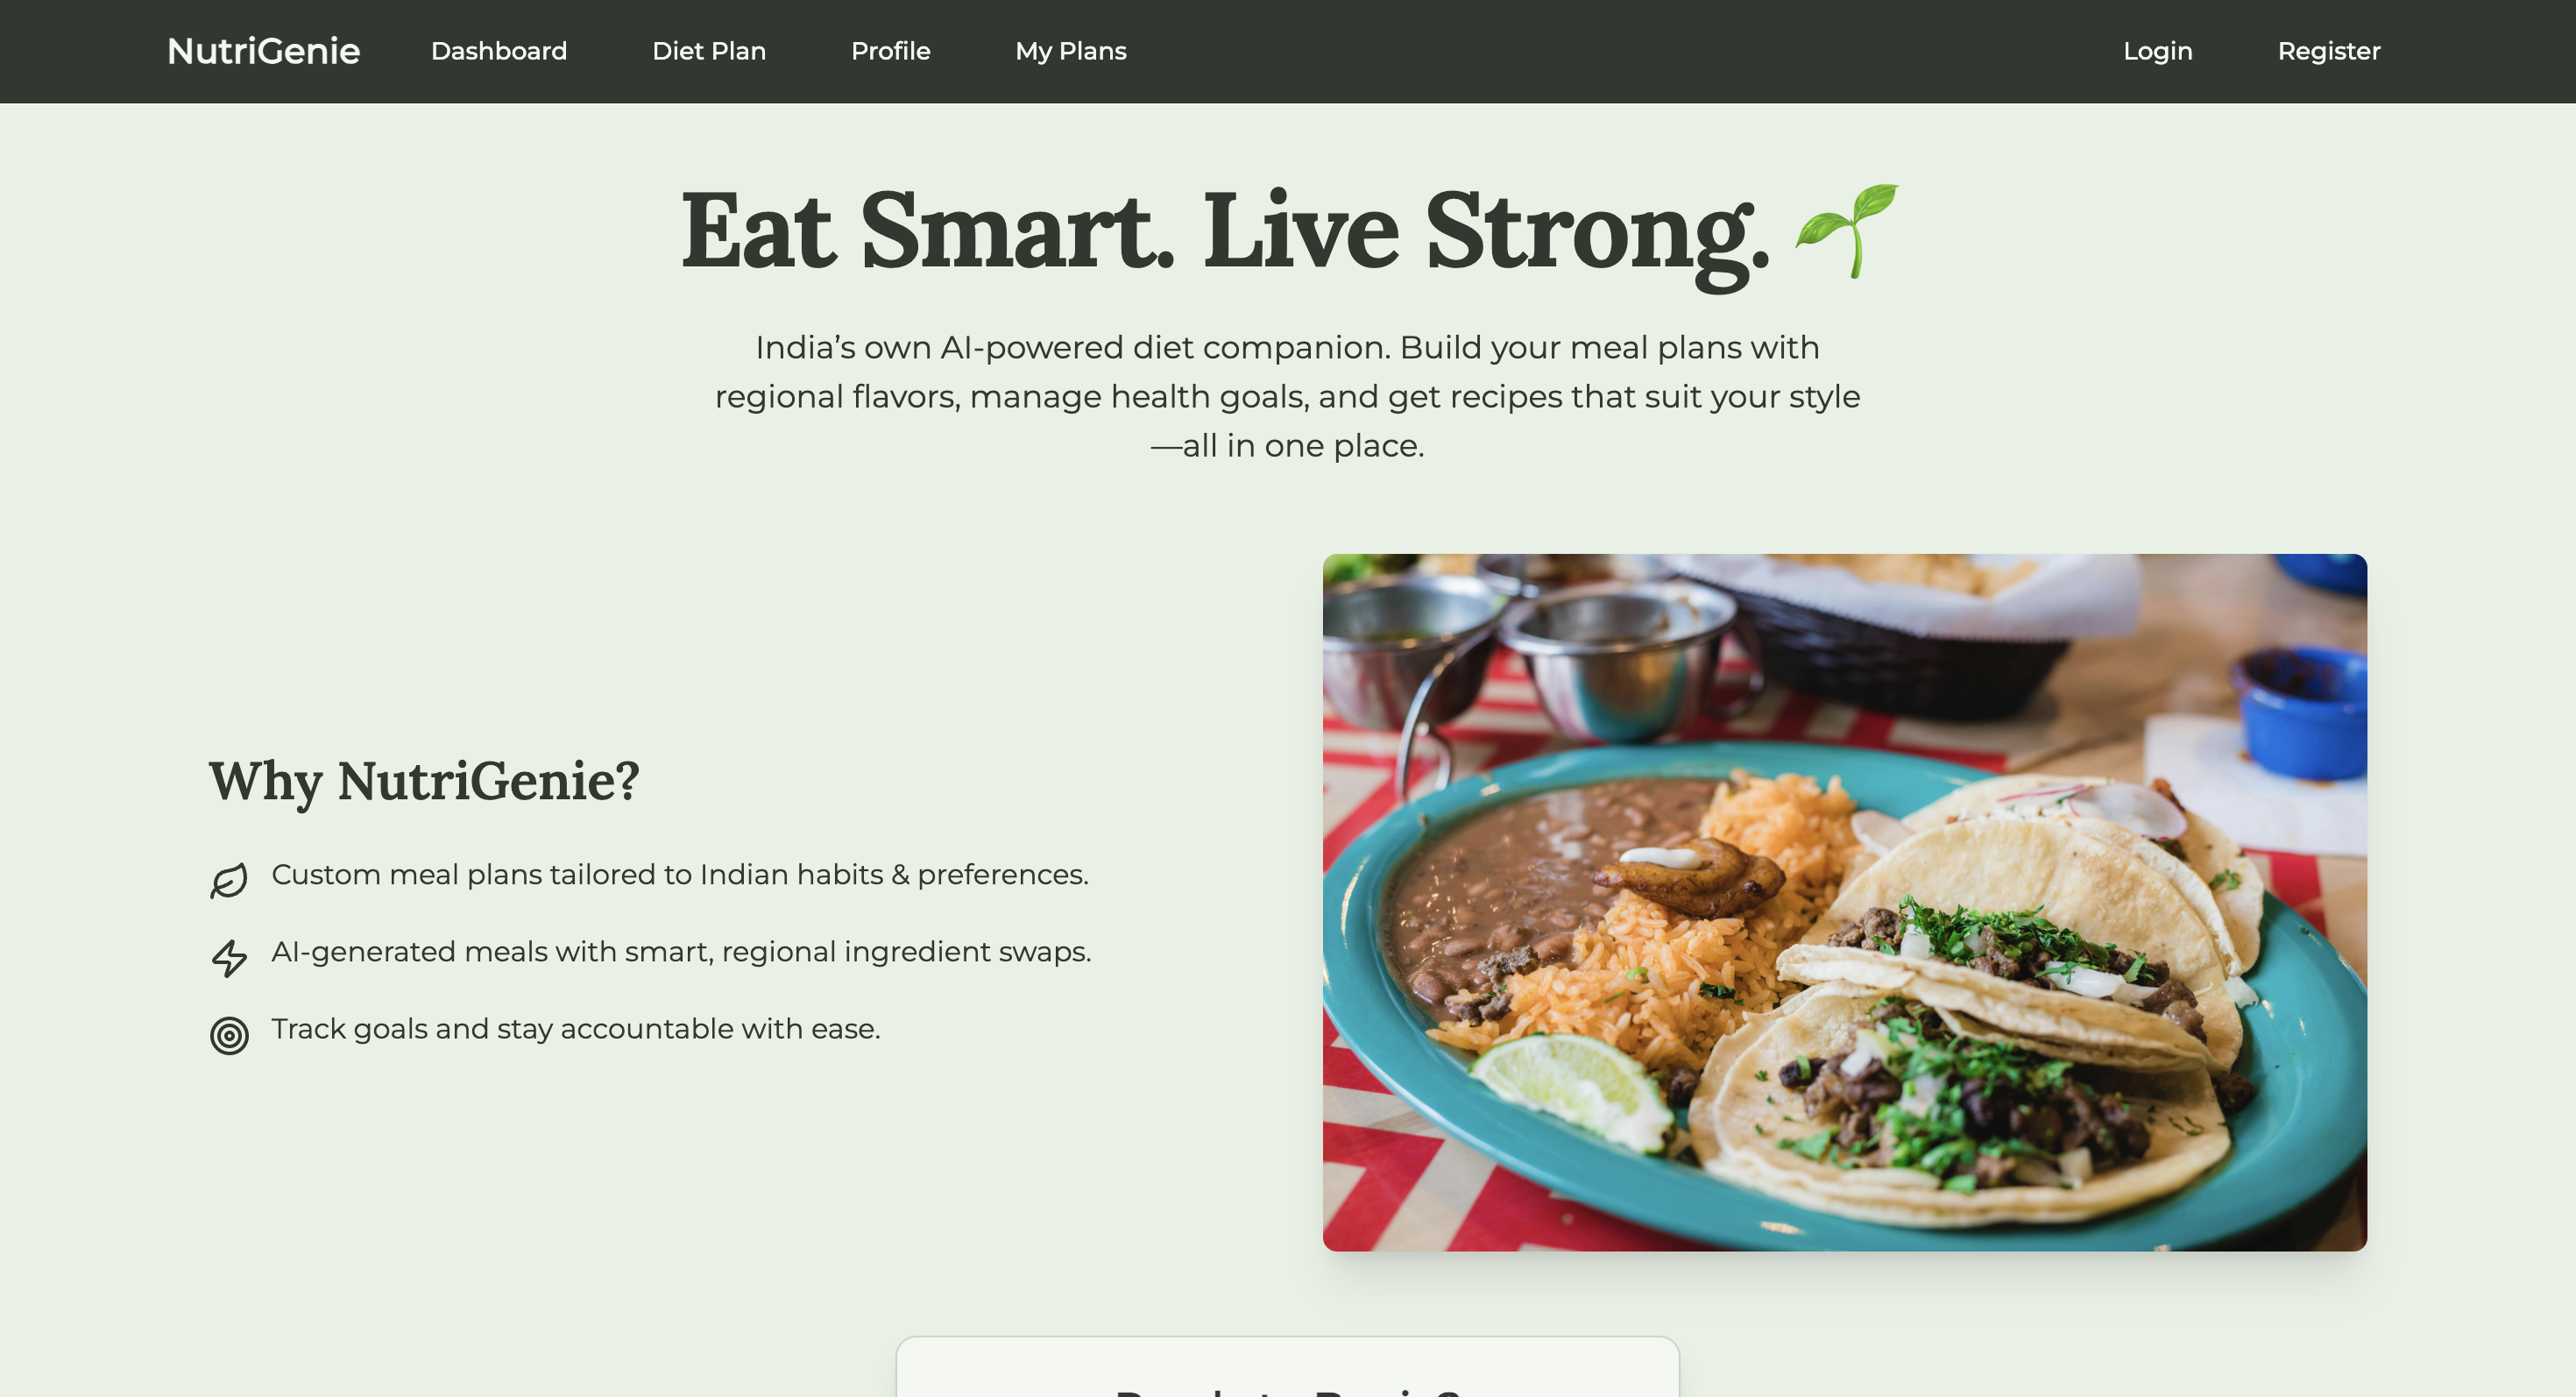 NutriGenie Dashboard Diet Plan Profile My Plans Login Register
Eat Smart. Live Strong. 🌱
India’s own AI-powered diet companion. Build your meal plans with
regional flavors, manage health goals, and get recipes that suit your style
—all in one place.
Why NutriGenie?
Custom meal plans tailored to Indian habits & preferences.
AI-generated meals with smart, regional ingredient swaps.
Track goals and stay accountable with ease.